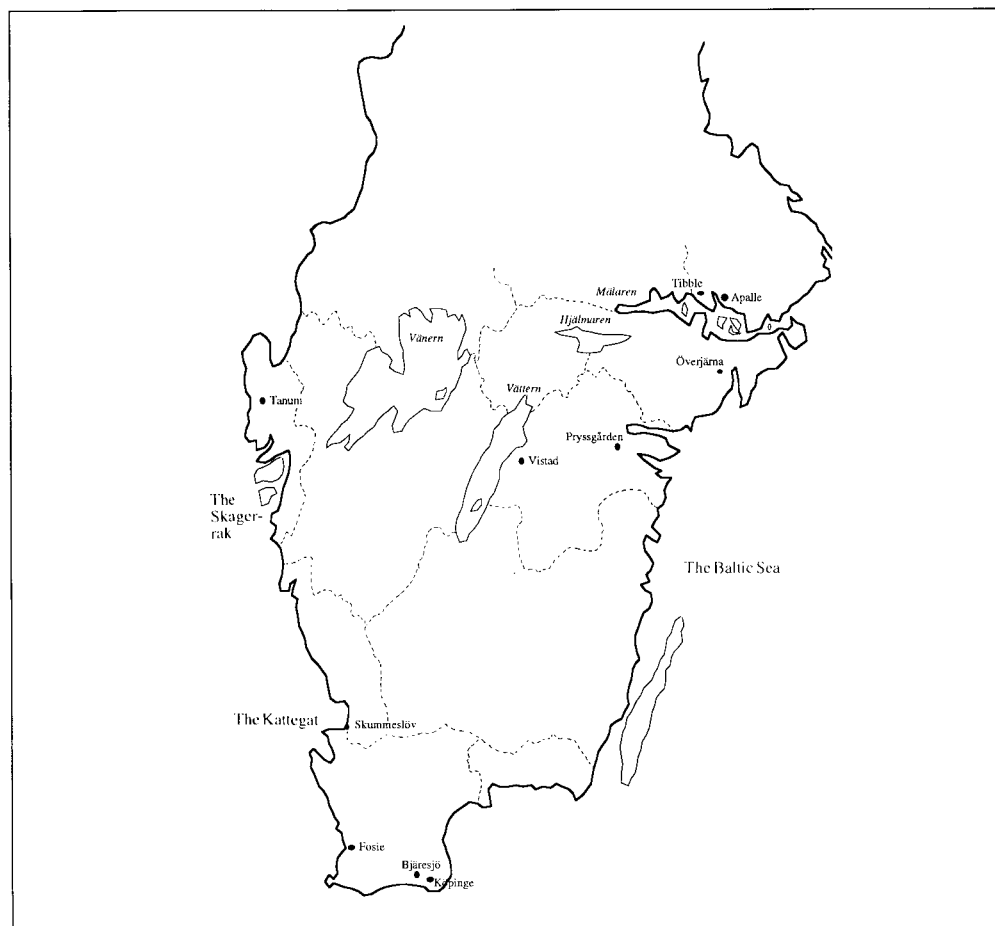 Tibble
Mälaren
Apalle
Hjälmaren
Vänern
Överjärna
Vättern
Tanum
Pryssgården
Vistad
The
Skager-
rak
The Baltic Sea
The Kattegat
Skummeslöv
Fosie
Bjäresjö
Köpinge